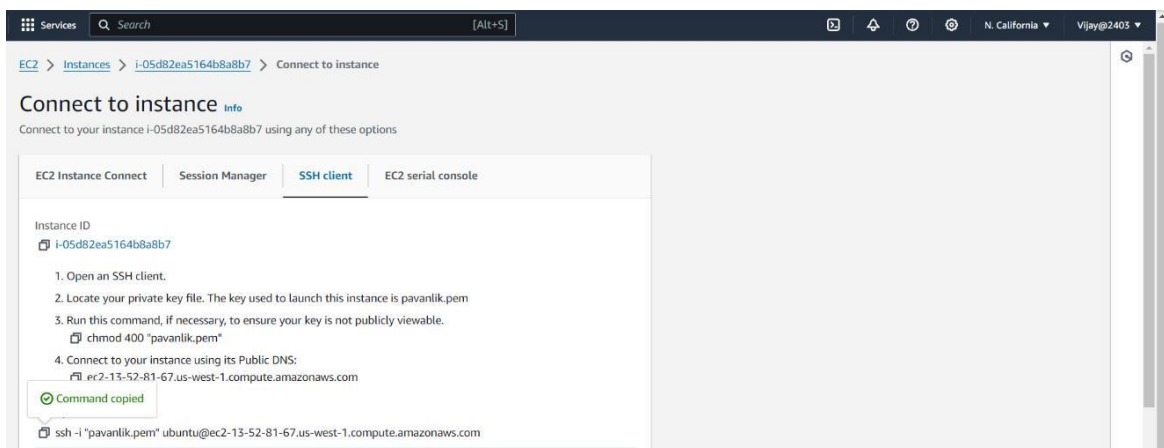 Services Search [Alt+S] N. California Vijay@2403
EC2 > Instances > i-05d82ea5164b8a8b7 > Connect to instance
Connect to instance Info
Connect to your instance i-05d82ea5164b8a8b7 using any of these options
EC2 Instance Connect Session Manager SSH client EC2 serial console
Instance ID
i-05d82ea5164b8a8b7
1. Open an SSH client.
2. Locate your private key file. The key used to launch this instance is pavanlik.pem
3. Run this command, if necessary, to ensure your key is not publicly viewable.
chmod 400 "pavanlik.pem"
4. Connect to your instance using its Public DNS:
ec2-13-52-81-67.us-west-1.compute.amazonaws.com
Command copied
ssh -i "pavanlik.pem" ubuntu@ec2-13-52-81-67.us-west-1.compute.amazonaws.com